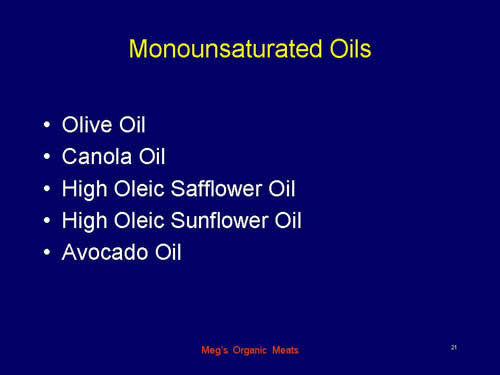 Monounsaturated Oils
• Olive Oil
• Canola Oil
• High Oleic Safflower Oil
• High Oleic Sunflower Oil
• Avocado Oil
Meg's Organic Meats
21